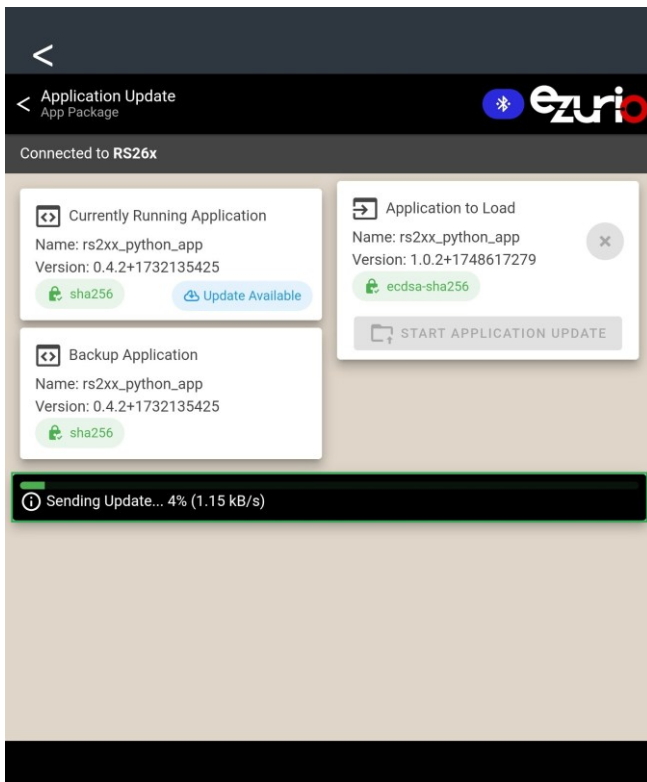 <
< Application Update
App Package
ezurio
Connected to RS26x
Currently Running Application
Name: rs2xx_python_app
Version: 0.4.2+1732135425
sha256
Update Available
Backup Application
Name: rs2xx_python_app
Version: 0.4.2+1732135425
sha256
Application to Load
Name: rs2xx_python_app
Version: 1.0.2+1748617279
ecdsa-sha256
START APPLICATION UPDATE
Sending Update... 4% (1.15 kB/s)